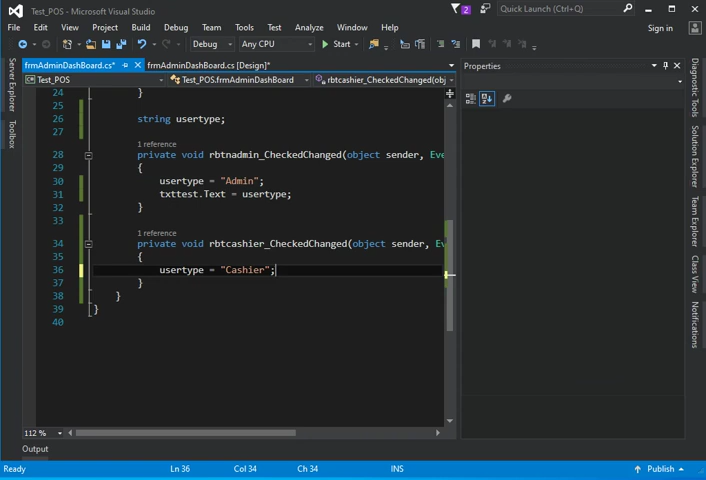 Test_POS - Microsoft Visual Studio
2
Quick Launch (Ctrl+Q)
File Edit View Project Build Debug Team Tools Test Analyze Window Help
Sign in
Debug Any CPU Start
frmAdminDashBoard.cs* frmAdminDashBoard.cs [Design]*
Properties
Test_POS Test_POS.frmAdminDashBoard rbtcashier_CheckedChanged(obj
Server Explorer
Toolbox
24 }
25
26 string usertype;
27
1 reference
28 private void rbtnadmin_CheckedChanged(object sender, Eve
29 {
30 usertype = "Admin";
31 txttest.Text = usertype;
32 }
33
1 reference
34 private void rbtcashier_CheckedChanged(object sender, Ev
35 {
36 usertype = "Cashier";
37 }
38 }
39 }
40
112 %
Diagnostic Tools
Solution Explorer
Team Explorer
Class View
Notifications
Output
Ready Ln 36 Col 34 Ch 34 INS Publish